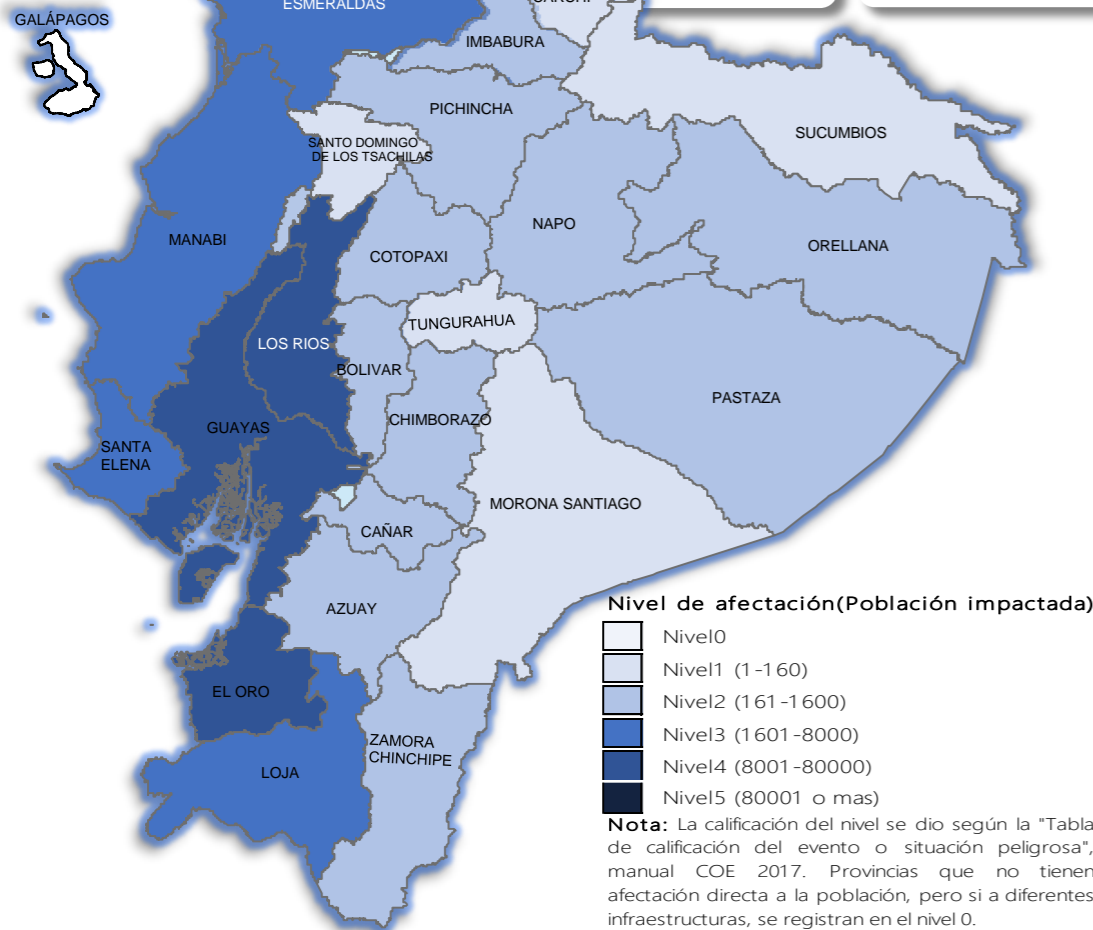 ESMERALDAS
CARCHI
GALÁPAGOS
IMBABURA
PICHINCHA
SUCUMBIOS
SANTO DOMINGO
DE LOS TSACHILAS
NAPO
MANABI
ORELLANA
COTOPAXI
TUNGURAHUA
LOS RIOS
BOLIVAR
PASTAZA
CHIMBORAZO
GUAYAS
SANTA
ELENA
MORONA SANTIAGO
CAÑAR
AZUAY
EL ORO
ZAMORA
CHINCHIPE
LOJA
Nivel de afectación(Población impactada)
Nivel0
Nivel1 (1-160)
Nivel2 (161-1600)
Nivel3 (1601-8000)
Nivel4 (8001-80000)
Nivel5 (80001 o mas)
Nota: La calificación del nivel se dio según la "Tabla
de calificación del evento o situación peligrosa",
manual COE 2017. Provincias que no tienen
afectación directa a la población, pero si a diferentes
infraestructuras, se registran en el nivel 0.